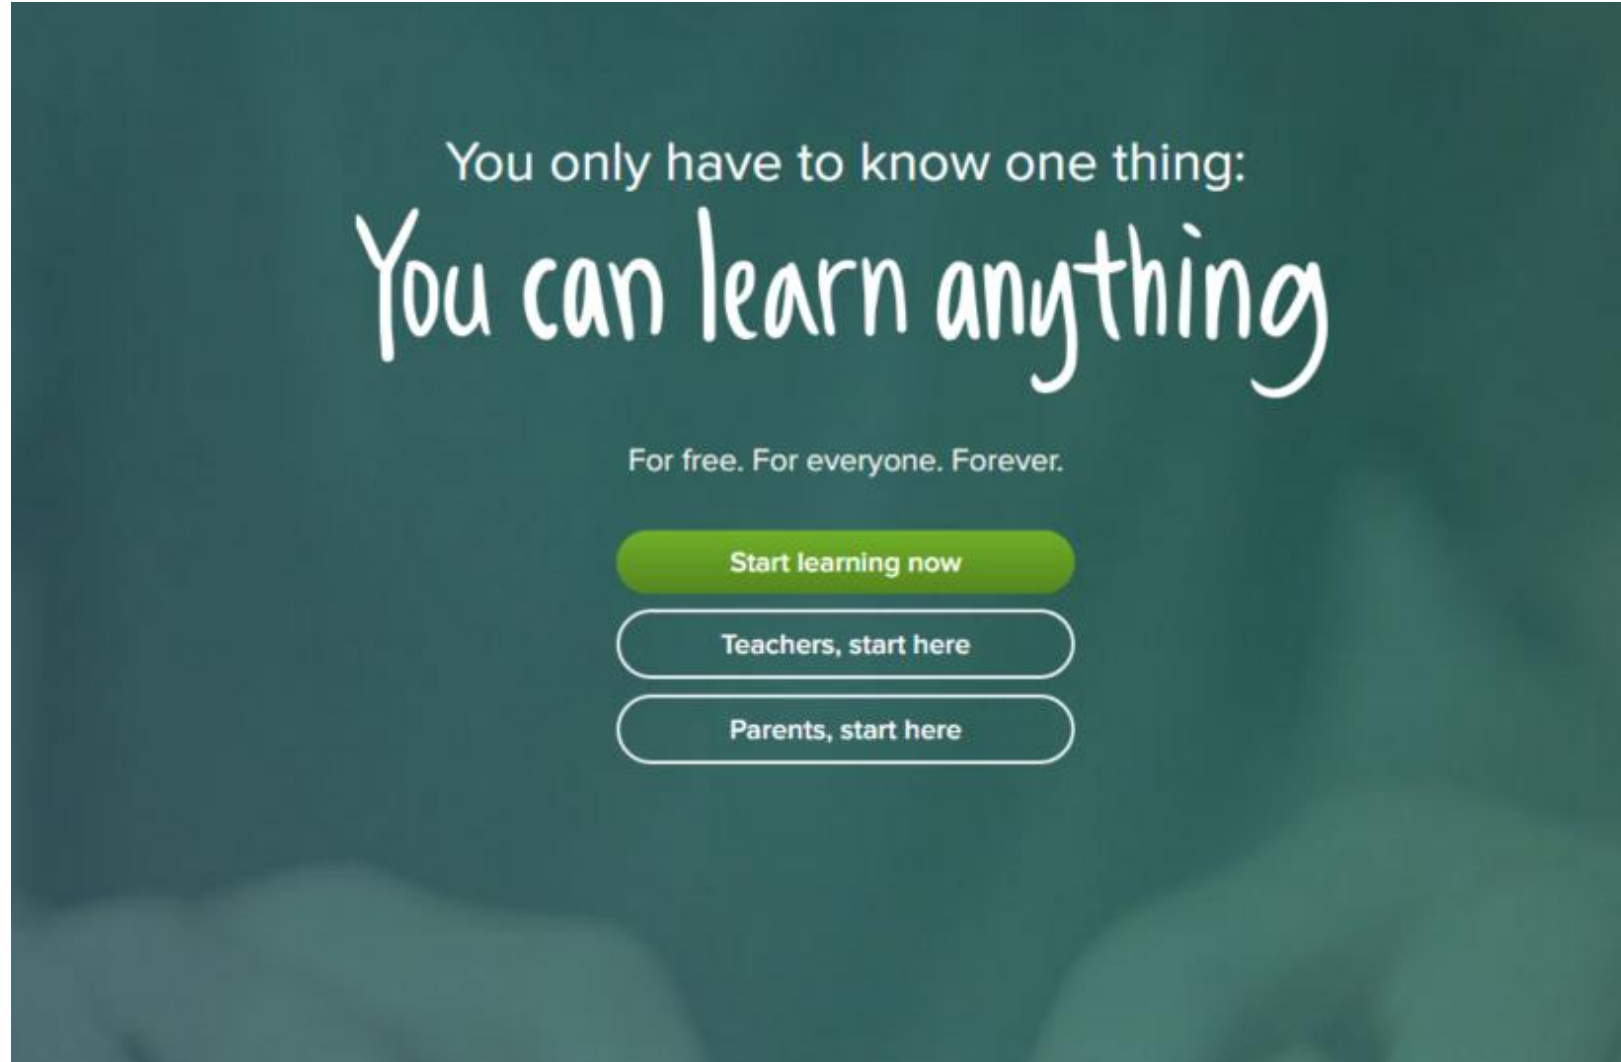 You only have to know one thing:
You can learn anything
For free. For everyone. Forever.
Start learning now
Teachers, start here
Parents, start here